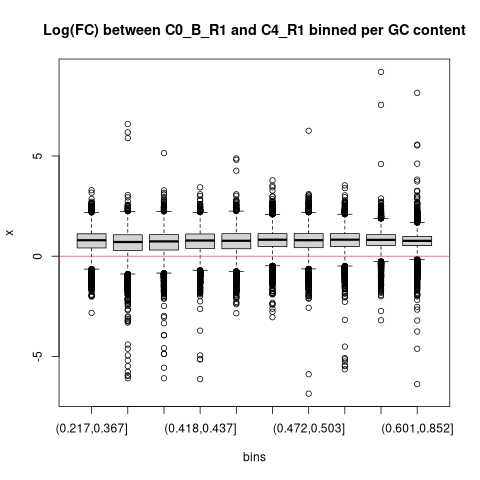 Log(FC) between C0_B_R1 and C4_R1 binned per GC content
x
5
0
-5
(0.217,0.367]
(0.418,0.437]
(0.472,0.503]
(0.601,0.852]
bins